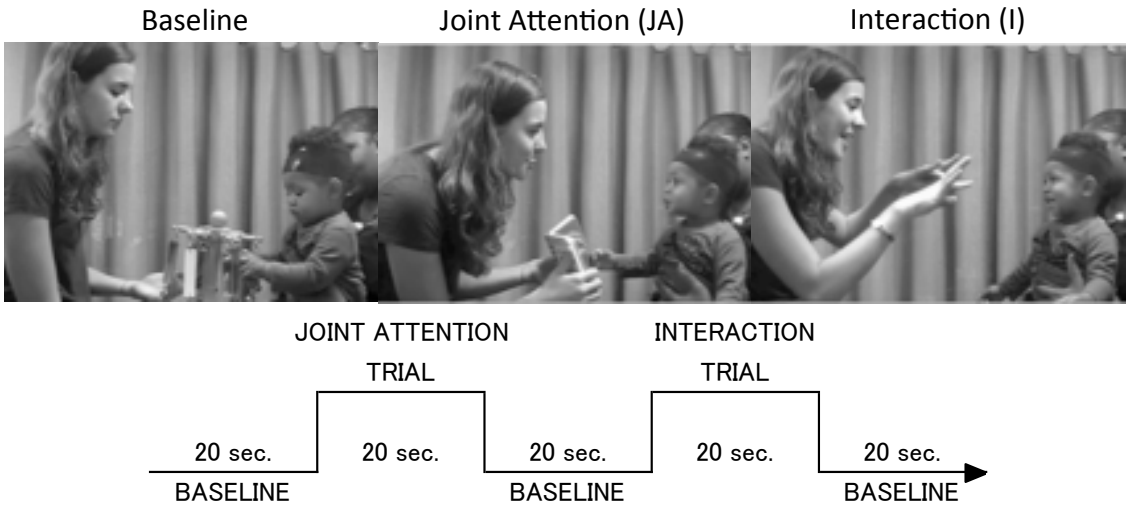 Baseline
Joint Attention (JA)
Interaction (I)
JOINT ATTENTION
INTERACTION
TRIAL
TRIAL
20 sec.
20 sec.
20 sec.
20 sec.
20 sec.
BASELINE
BASELINE
BASELINE